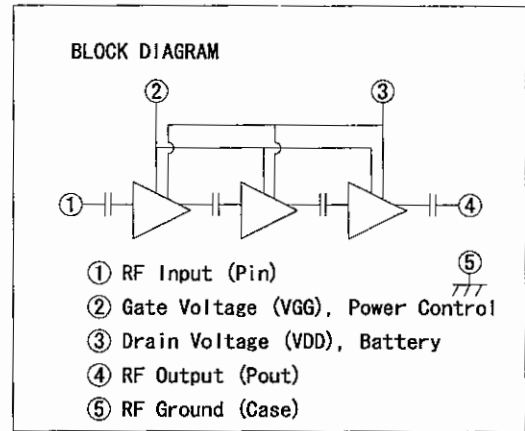 BLOCK DIAGRAM
② ③
① ④
⑤
① RF Input (Pin)
② Gate Voltage (VGG), Power Control
③ Drain Voltage (VDD), Battery
④ RF Output (Pout)
⑤ RF Ground (Case)